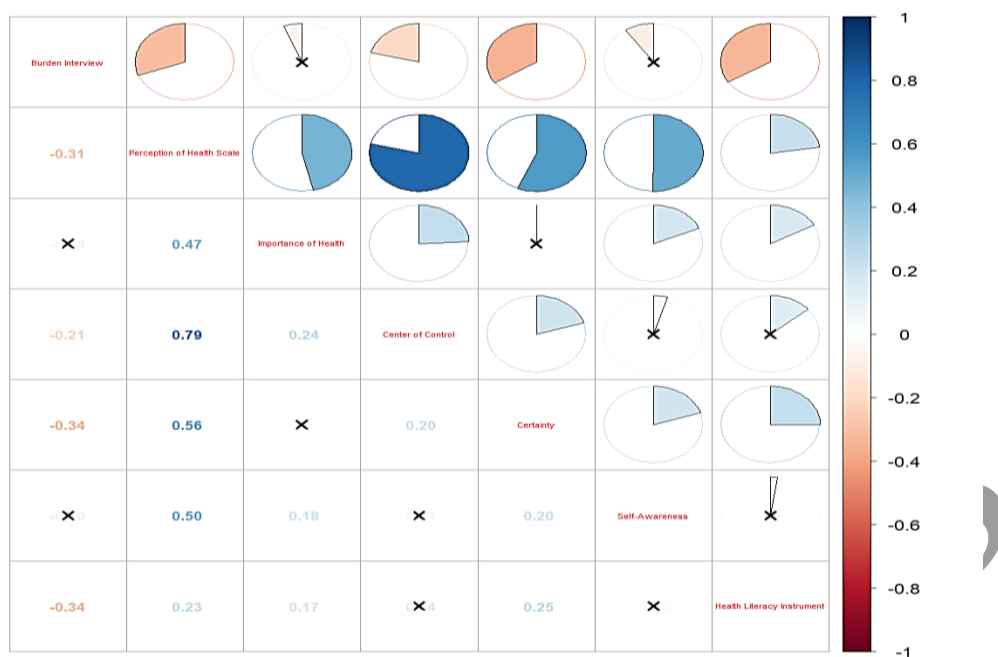 Burden Interview
1
0.8
-0.31 Perception of Health Scale
0.6
0.4
0.47 Importance of Health
0.2
-0.21 0.79 0.24 Center of Control
0
-0.2
-0.34 0.56 0.20 Certainty
-0.4
0.50 0.18 0.20 Self-Awareness
-0.6
-0.8
-0.34 0.23 0.17 0.25 Health Literacy Instrument
-1